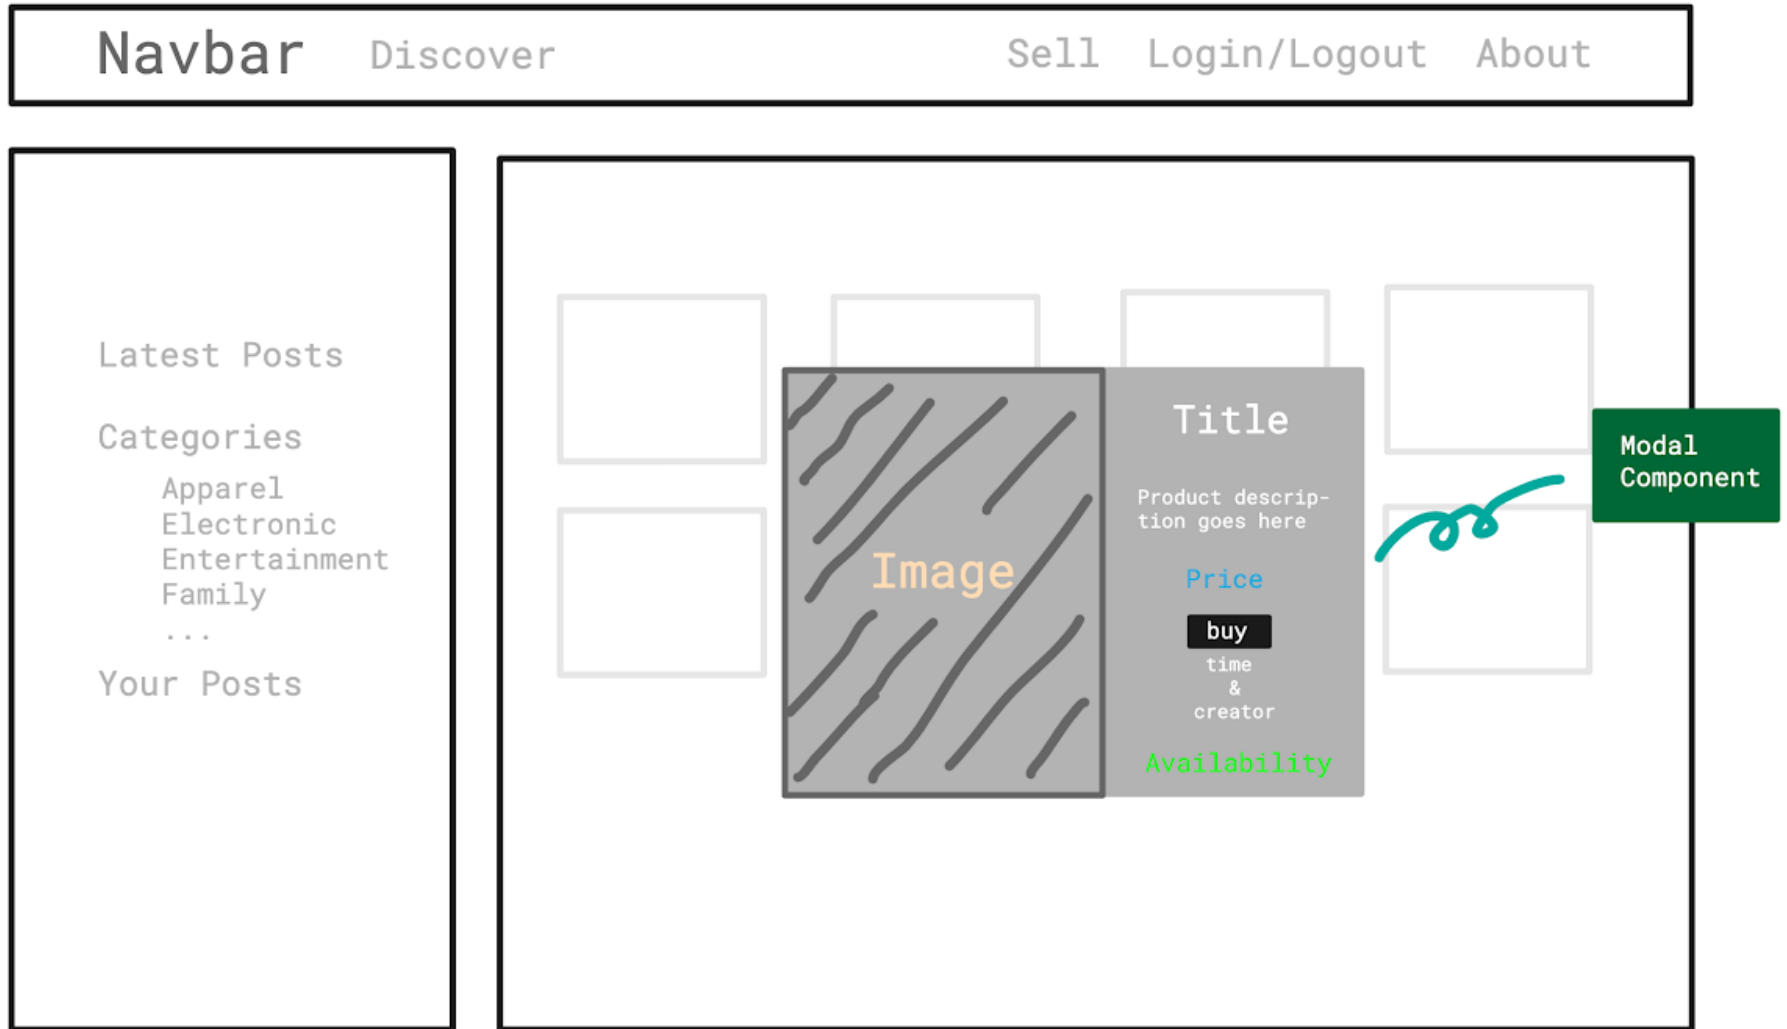 Navbar
Discover
Sell
Login/Logout
About
Latest Posts
Categories
Apparel
Electronic
Entertainment
Family
...
Your Posts
Image
Title
Product descrip-
tion goes here
Price
buy
time
&
creator
Availability
Modal
Component